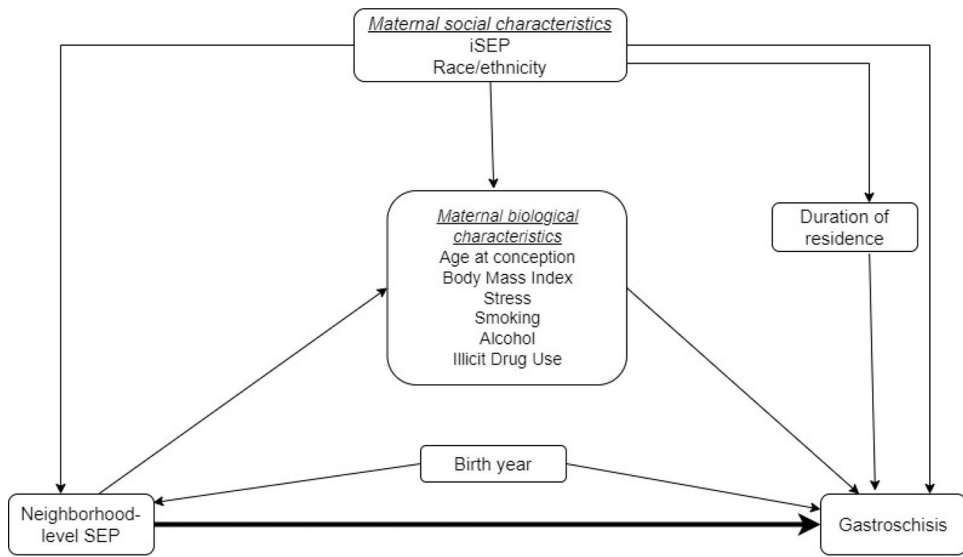 Maternal social characteristics
iSEP
Race/ethnicity
Maternal biological
characteristics
Age at conception
Body Mass Index
Stress
Smoking
Alcohol
Illicit Drug Use
Duration of
residence
Birth year
Neighborhood-
level SEP
Gastroschisis